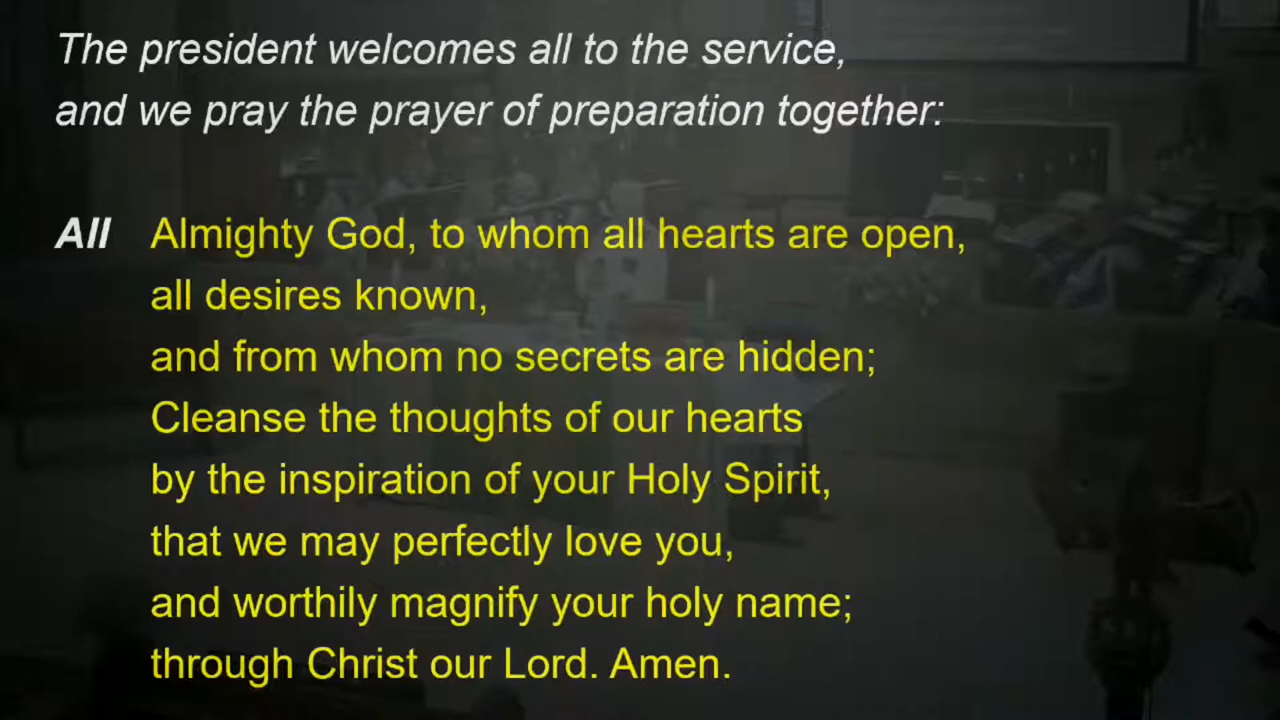 The president welcomes all to the service,
and we pray the prayer of preparation together:
All Almighty God, to whom all hearts are open,
all desires known,
and from whom no secrets are hidden;
Cleanse the thoughts of our hearts
by the inspiration of your Holy Spirit,
that we may perfectly love you,
and worthily magnify your holy name;
through Christ our Lord. Amen.